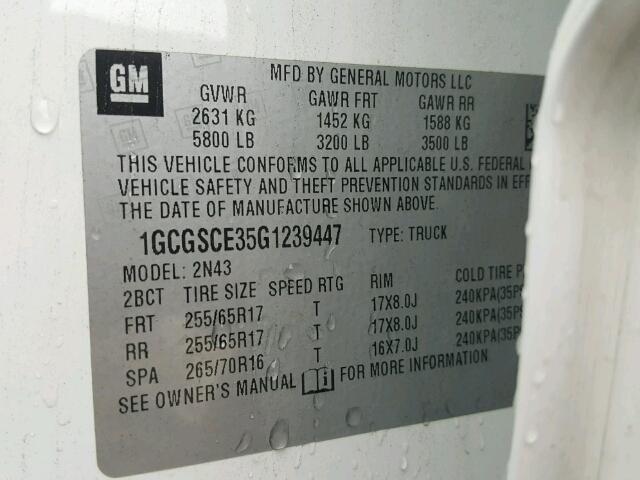 GM
MFD BY GENERAL MOTORS LLC
GVWR GAWR FRT GAWR RR
2631 KG 1452 KG 1588 KG
5800 LB 3200 LB 3500 LB
THIS VEHICLE CONFORMS TO ALL APPLICABLE U.S. FEDERAL
VEHICLE SAFETY AND THEFT PREVENTION STANDARDS IN EFF
THE DATE OF MANUFACTURE SHOWN ABOVE.
1GCGSCE35G1239447 TYPE: TRUCK
MODEL: 2N43
2BCT TIRE SIZE SPEED RTG RIM COLD TIRE P
FRT 255/65R17 T 17X8.0J 240KPA(35PS
RR 255/65R17 T 17X8.0J 240KPA(35PS
SPA 265/70R16 T 16X7.0J 240KPA(35PS
SEE OWNER'S MANUAL FOR MORE INFORMATION